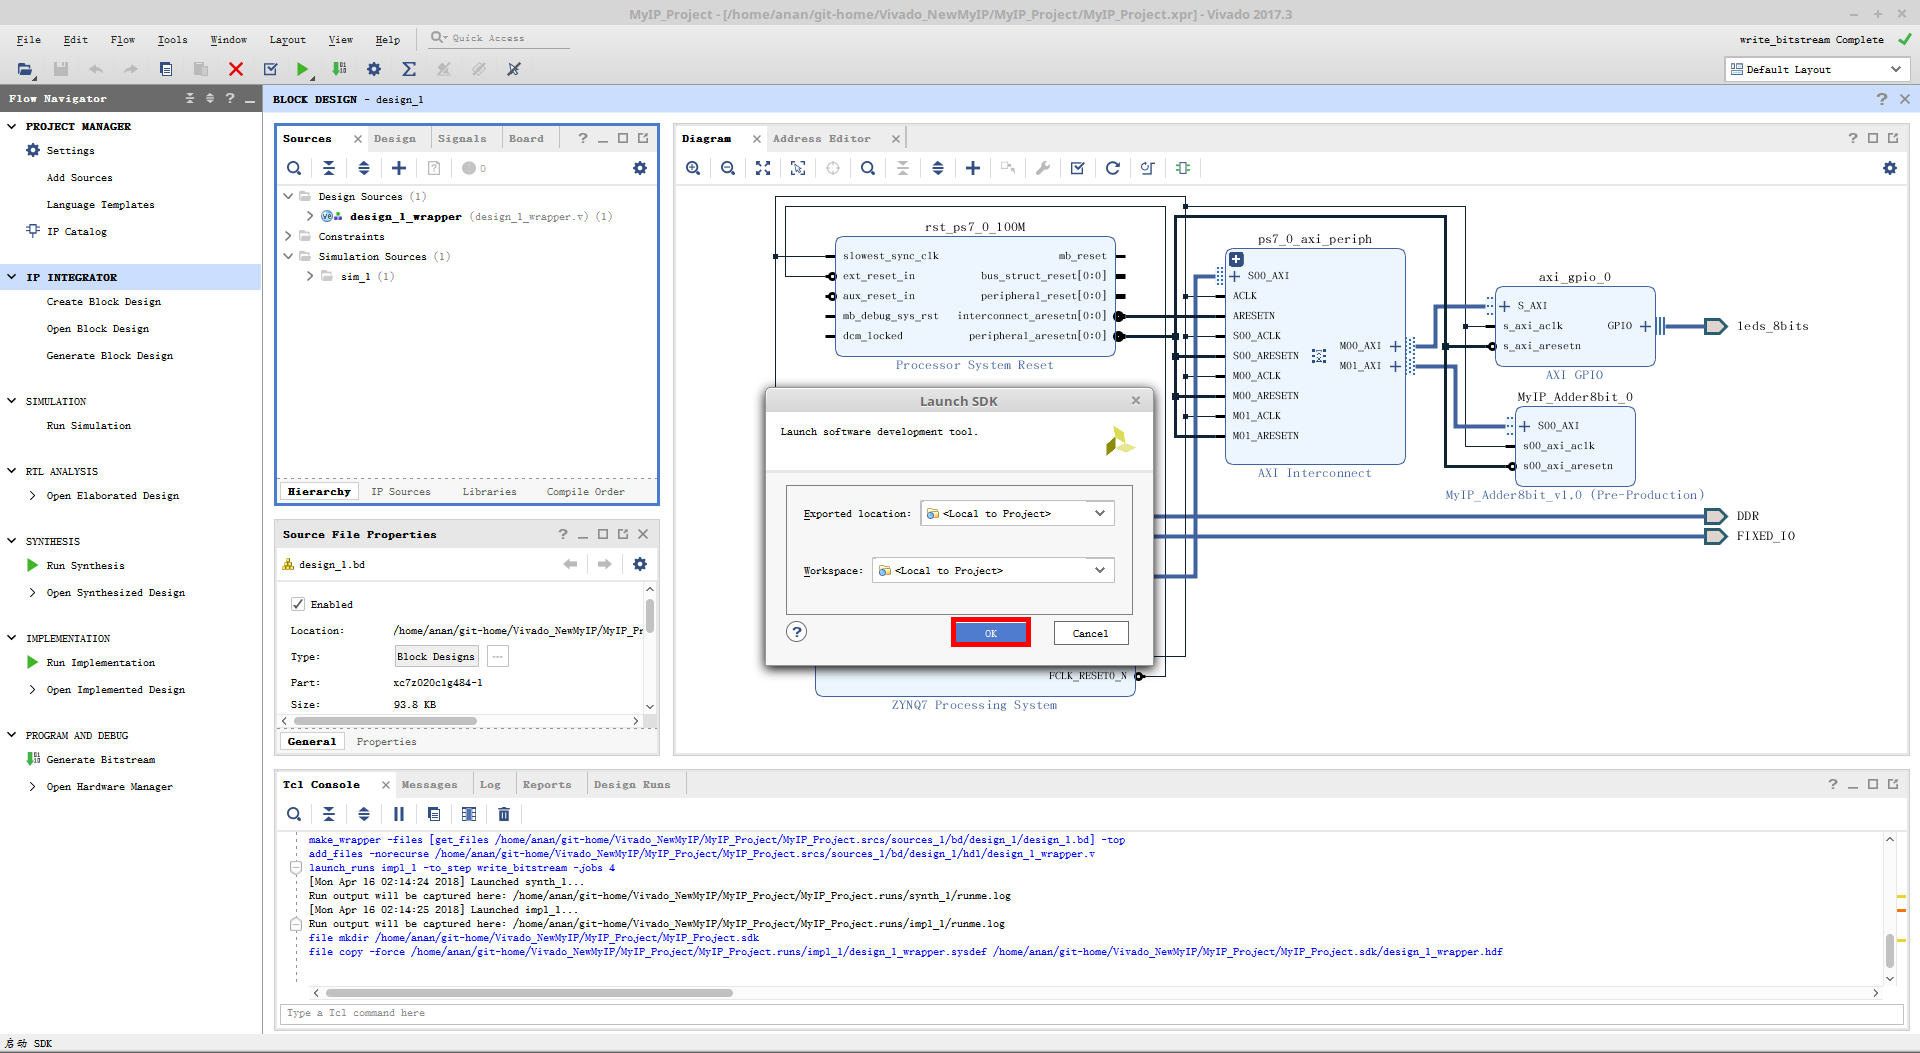 MyIP_Project - [/home/anan/git-home/Vivado_NewMyIP/MyIP_Project/MyIP_Project.xpr] - Vivado 2017.3
File Edit Flow Tools Window Layout View Help Quick Access
write_bitstream Complete
Default Layout
Flow Navigator
PROJECT MANAGER
Settings
Add Sources
Language Templates
IP Catalog
IP INTEGRATOR
Create Block Design
Open Block Design
Generate Block Design
SIMULATION
Run Simulation
RTL ANALYSIS
Open Elaborated Design
SYNTHESIS
Run Synthesis
Open Synthesized Design
IMPLEMENTATION
Run Implementation
Open Implemented Design
PROGRAM AND DEBUG
Generate Bitstream
Open Hardware Manager
BLOCK DESIGN - design_1
Sources Design Signals Board
0
Design Sources (1)
design_1_wrapper (design_1_wrapper.v) (1)
Constraints
Simulation Sources (1)
sim_1 (1)
Hierarchy IP Sources Libraries Compile Order
Source File Properties
design_1.bd
Enabled
Location: /home/anan/git-home/Vivado_NewMyIP/MyIP_Pr
Type: Block Designs
Part: xc7z020clg484-1
Size: 93.8 KB
General Properties
Diagram Address Editor
rst_ps7_0_100M
slowest_sync_clk
ext_reset_in
aux_reset_in
mb_debug_sys_rst
dcm_locked
mb_reset
bus_struct_reset[0:0]
peripheral_reset[0:0]
interconnect_aresetn[0:0]
peripheral_aresetn[0:0]
Processor System Reset
ps7_0_axi_periph
S00_AXI
ACLK
ARESETN
S00_ACLK
S00_ARESETN
M00_ACLK
M00_ARESETN
M01_ACLK
M01_ARESETN
M00_AXI
M01_AXI
AXI Interconnect
axi_gpio_0
S_AXI
s_axi_aclk
s_axi_aresetn
GPIO
AXI GPIO
leds_8bits
MyIP_Adder8bit_0
S00_AXI
s00_axi_aclk
s00_axi_aresetn
MyIP_Adder8bit_v1.0 (Pre-Production)
DDR
FIXED_IO
FCLK_RESET0_N
ZYNQ7 Processing System
Launch SDK
Launch software development tool.
Exported location: <Local to Project>
Workspace: <Local to Project>
OK Cancel
Tcl Console Messages Log Reports Design Runs
make_wrapper -files [get_files /home/anan/git-home/Vivado_NewMyIP/MyIP_Project/MyIP_Project.srcs/sources_1/bd/design_1/design_1.bd] -top
add_files -norecurse /home/anan/git-home/Vivado_NewMyIP/MyIP_Project/MyIP_Project.srcs/sources_1/bd/design_1/hdl/design_1_wrapper.v
launch_runs impl_1 -to_step write_bitstream -jobs 4
[Mon Apr 16 02:14:24 2018] Launched synth_1...
Run output will be captured here: /home/anan/git-home/Vivado_NewMyIP/MyIP_Project/MyIP_Project.runs/synth_1/runme.log
[Mon Apr 16 02:14:25 2018] Launched impl_1...
Run output will be captured here: /home/anan/git-home/Vivado_NewMyIP/MyIP_Project/MyIP_Project.runs/impl_1/runme.log
file mkdir /home/anan/git-home/Vivado_NewMyIP/MyIP_Project/MyIP_Project.sdk
file copy -force /home/anan/git-home/Vivado_NewMyIP/MyIP_Project/MyIP_Project.runs/impl_1/design_1_wrapper.sysdef /home/anan/git-home/Vivado_NewMyIP/MyIP_Project/MyIP_Project.sdk/design_1_wrapper.hdf
Type a Tcl command here
启动 SDK